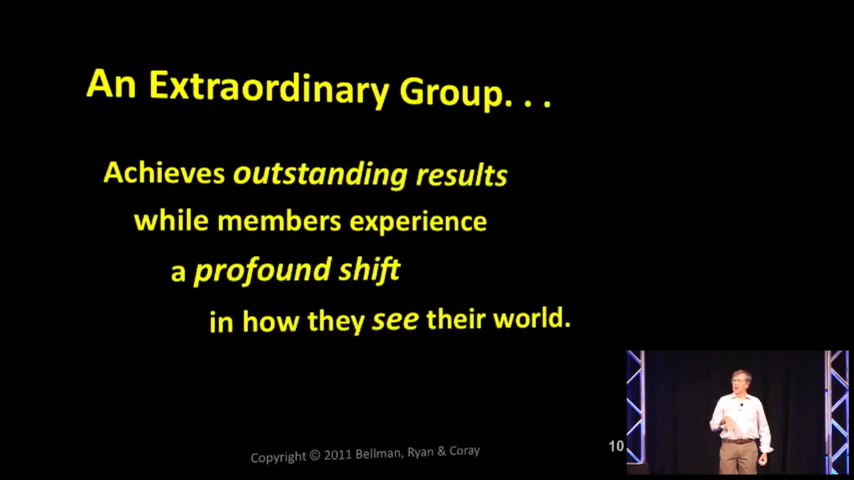 An Extraordinary Group. . .
Achieves outstanding results
while members experience
a profound shift
in how they see their world.
Copyright © 2011 Bellman, Ryan & Coray
10